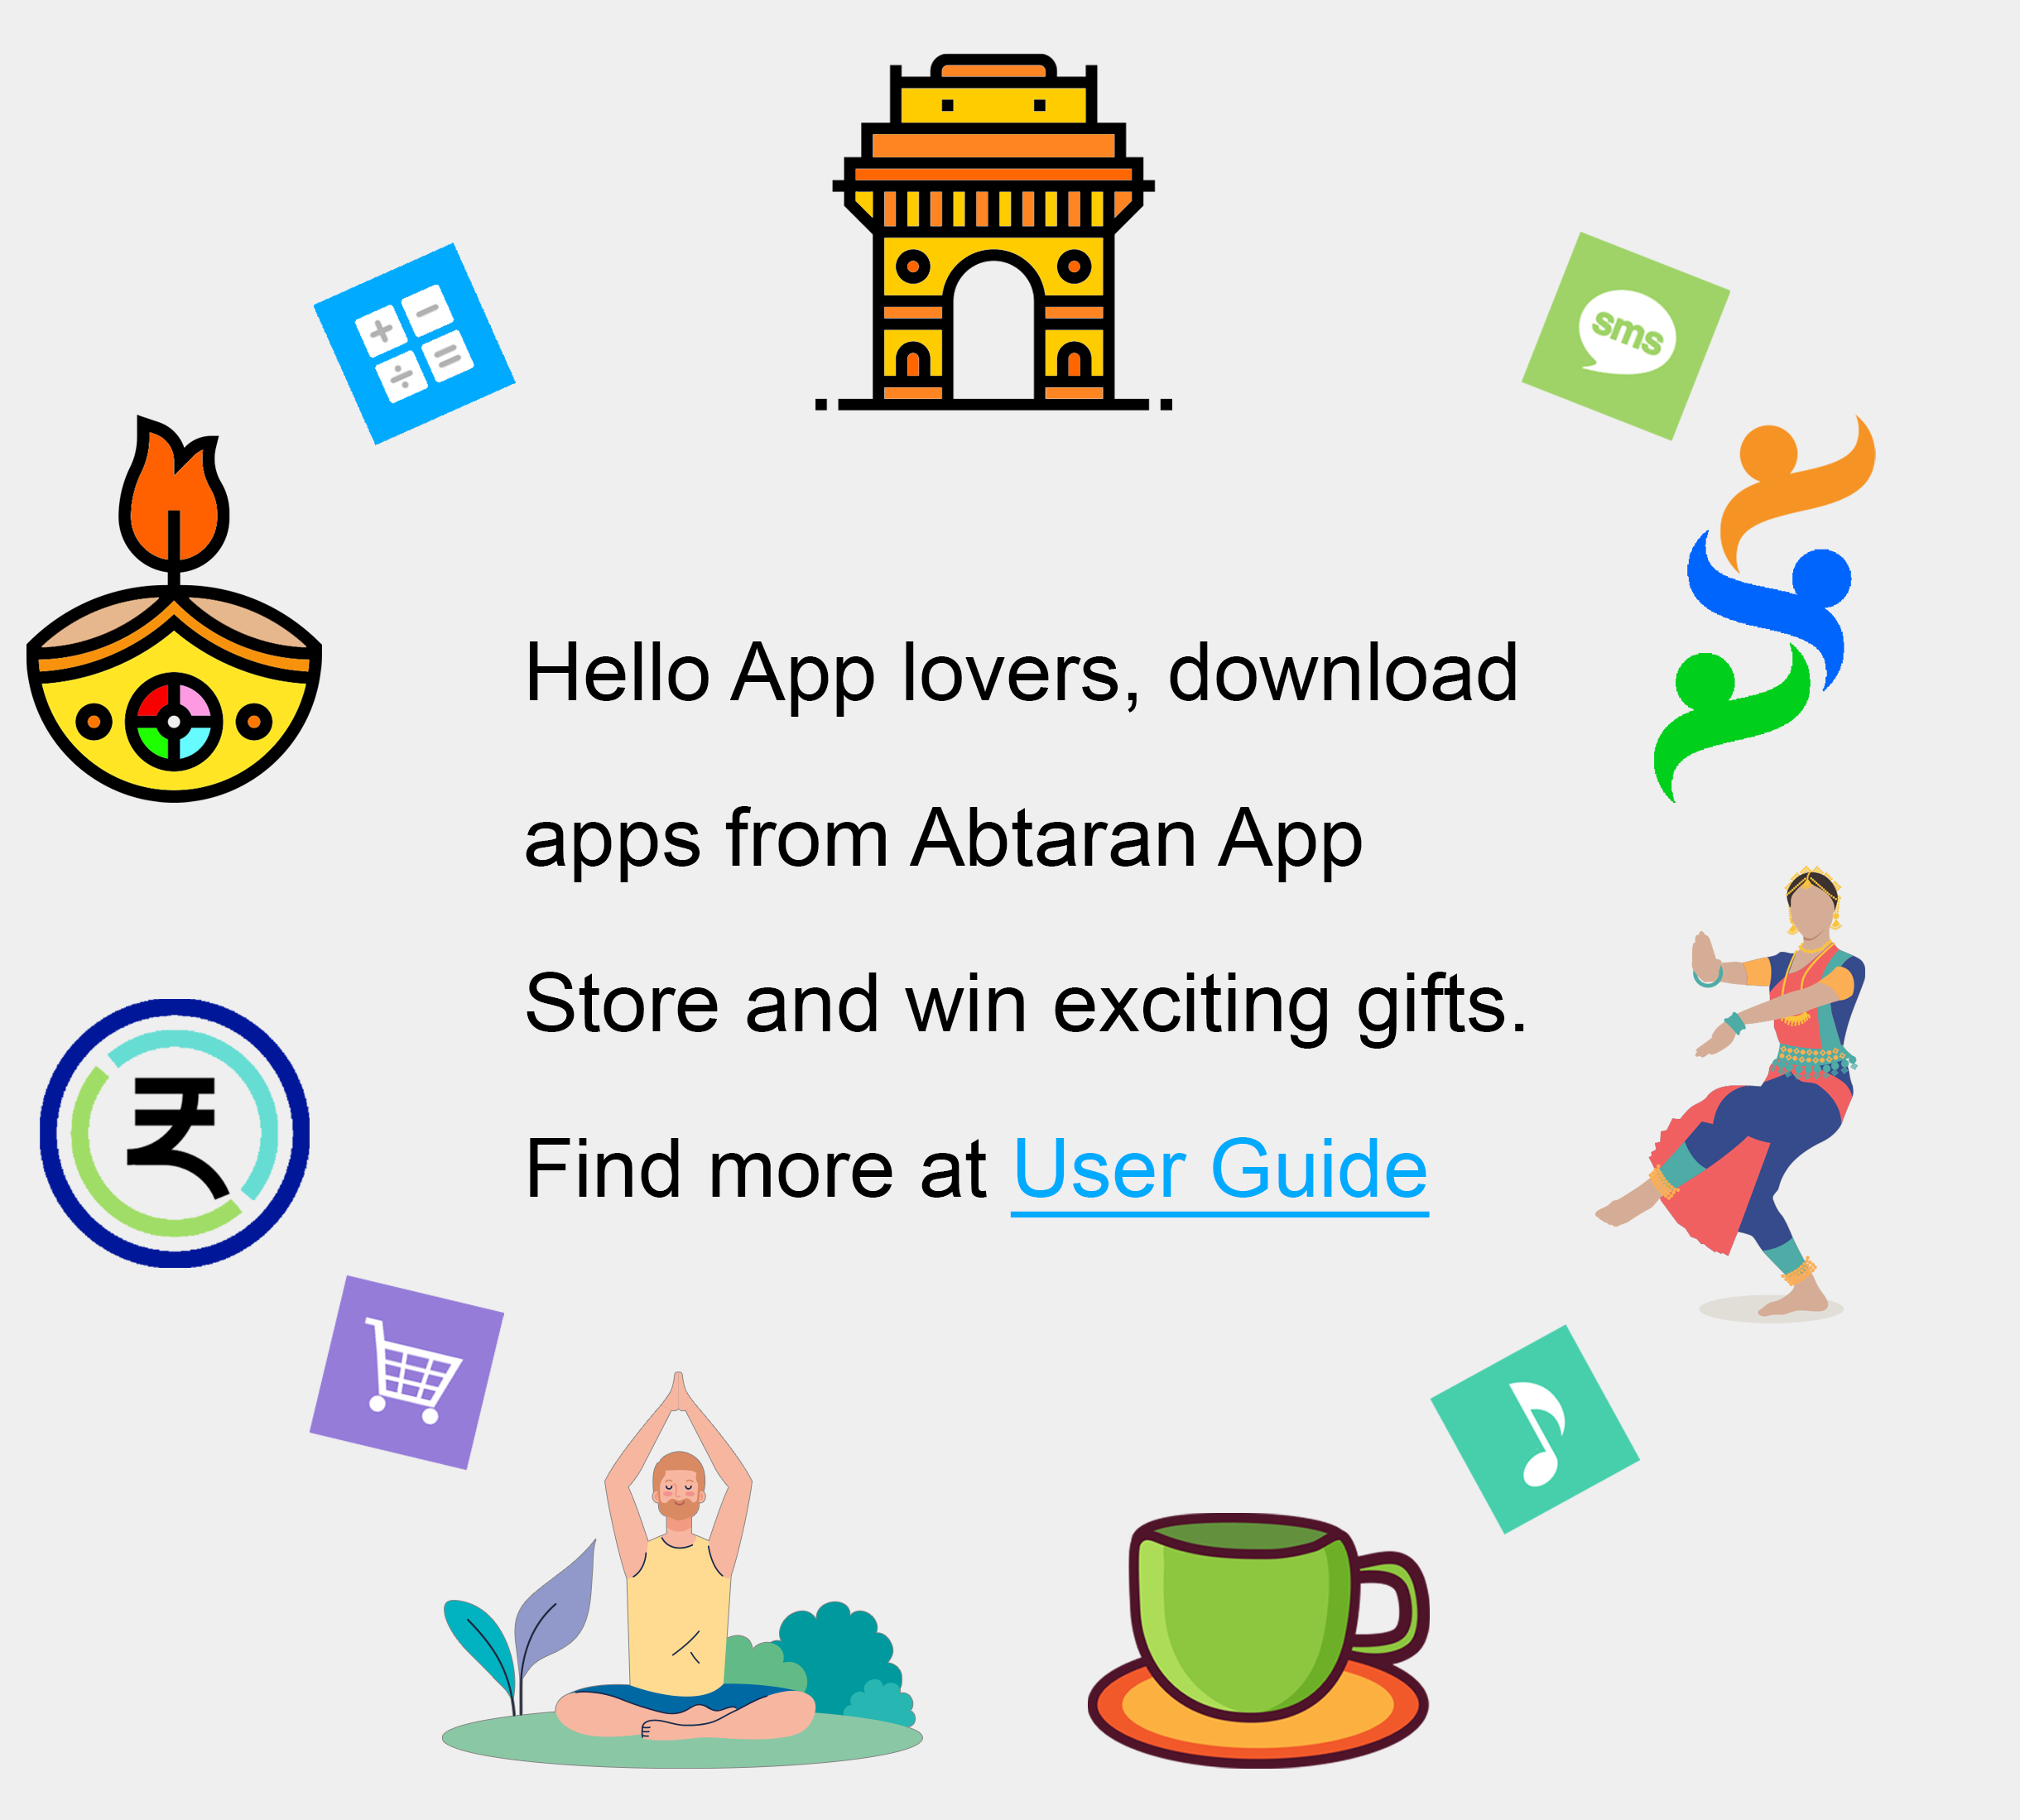 sms
Hello App lovers, download
apps from Abtaran App
Store and win exciting gifts.
Find more at User Guide
₹